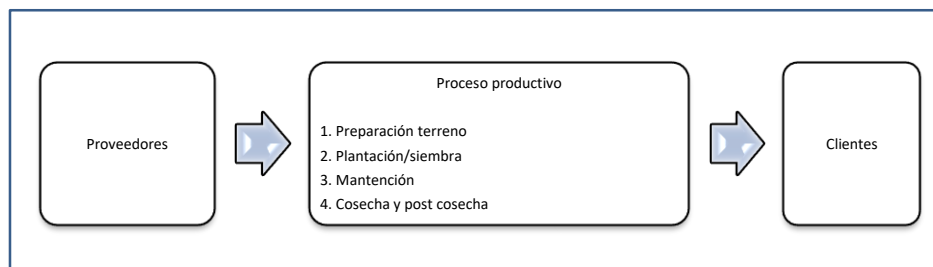 Proveedores
Proceso productivo
1. Preparación terreno
2. Plantación/siembra
3. Mantención
4. Cosecha y post cosecha
Clientes